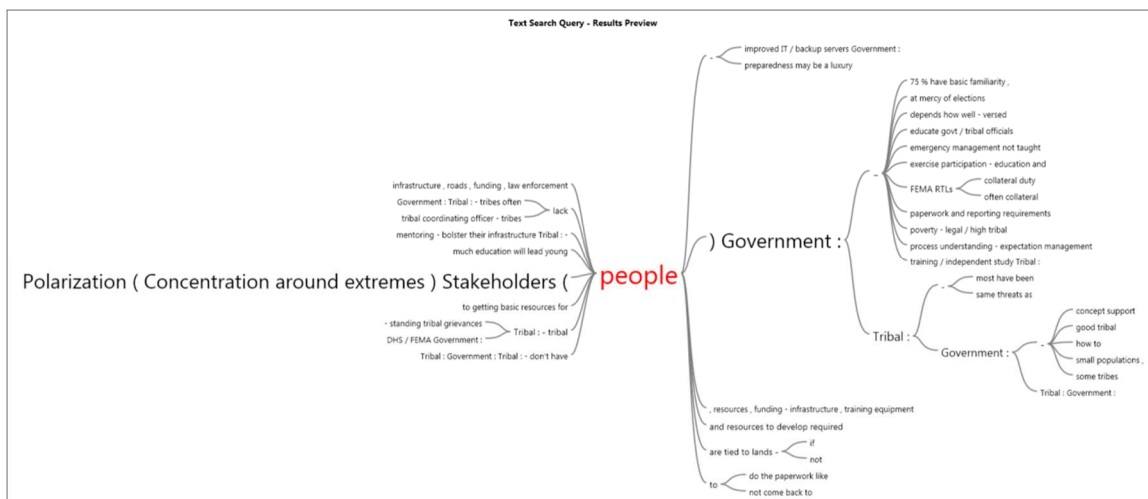 Text Search Query - Results Preview
infrastructure , roads , funding , law enforcement
Government : Tribal : - tribes often
tribal coordinating officer - tribes
lack
mentoring - bolster their infrastructure Tribal : -
much education will lead young
Polarization ( Concentration around extremes ) Stakeholders (
to getting basic resources for
- standing tribal grievances
DHS / FEMA Government :
Tribal : - tribal
Tribal : Government : Tribal : - don't have
people
-
improved IT / backup servers Government :
preparedness may be a luxury
) Government :
-
75 % have basic familiarity ,
at mercy of elections
depends how well - versed
educate govt / tribal officials
emergency management not taught
exercise participation - education and
FEMA RTLs
collateral duty
often collateral
paperwork and reporting requirements
poverty - legal / high tribal
process understanding - expectation management
training / independent study Tribal :
Tribal :
-
most have been
same threats as
Government :
-
concept support
good tribal
how to
small populations ,
some tribes
Tribal : Government :
, resources , funding - infrastructure , training equipment
and resources to develop required
are tied to lands -
if
not
to
do the paperwork like
not come back to